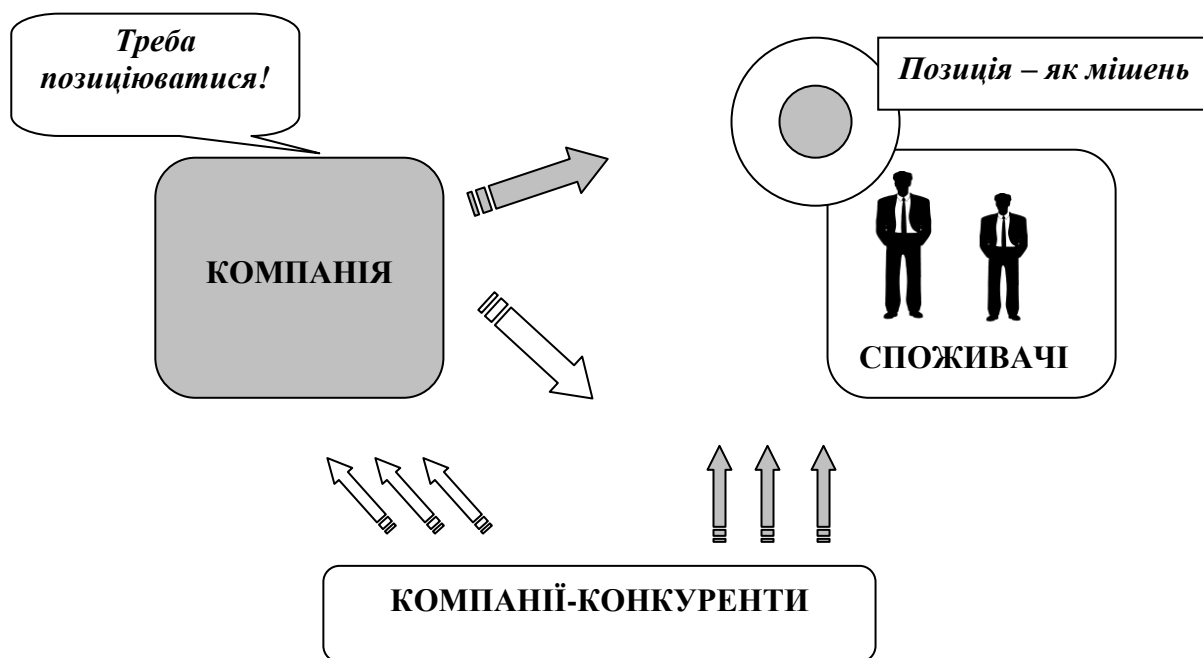 Треба
позиціюватися!
Позиція – як мішень
КОМПАНІЯ
СПОЖИВАЧІ
КОМПАНІЇ-КОНКУРЕНТИ